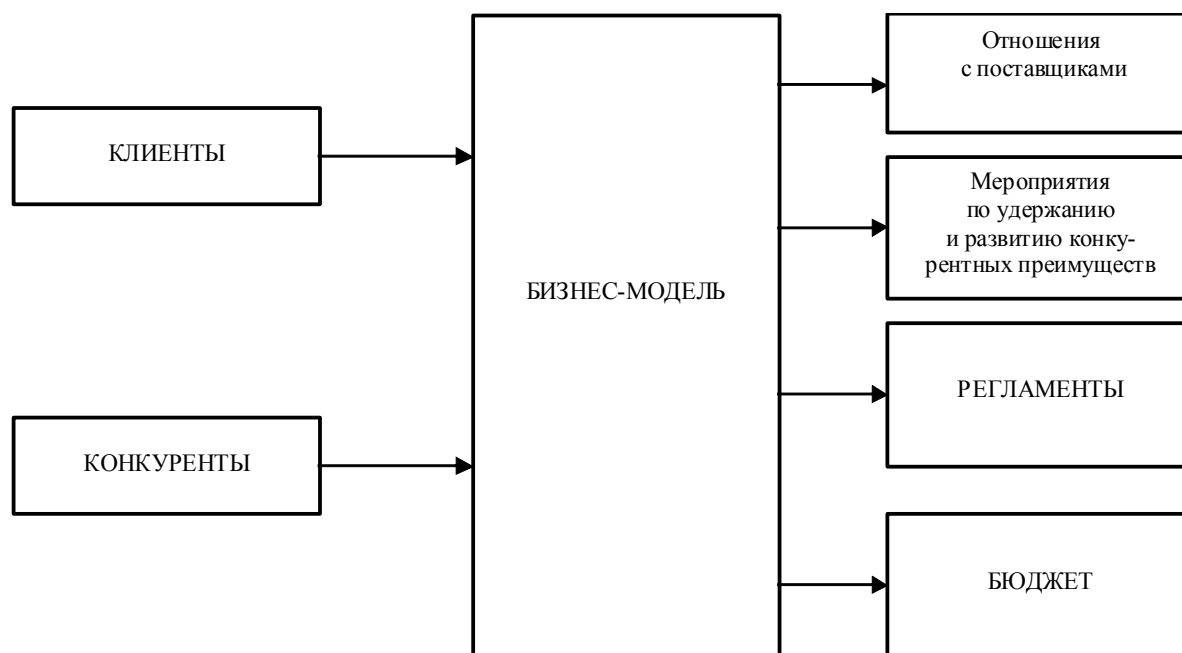 КЛИЕНТЫ
КОНКУРЕНТЫ
БИЗНЕС-МОДЕЛЬ
Отношения
с поставщиками
Мероприятия
по удержанию
и развитию конку-
рентных преимуществ
РЕГЛАМЕНТЫ
БЮДЖЕТ